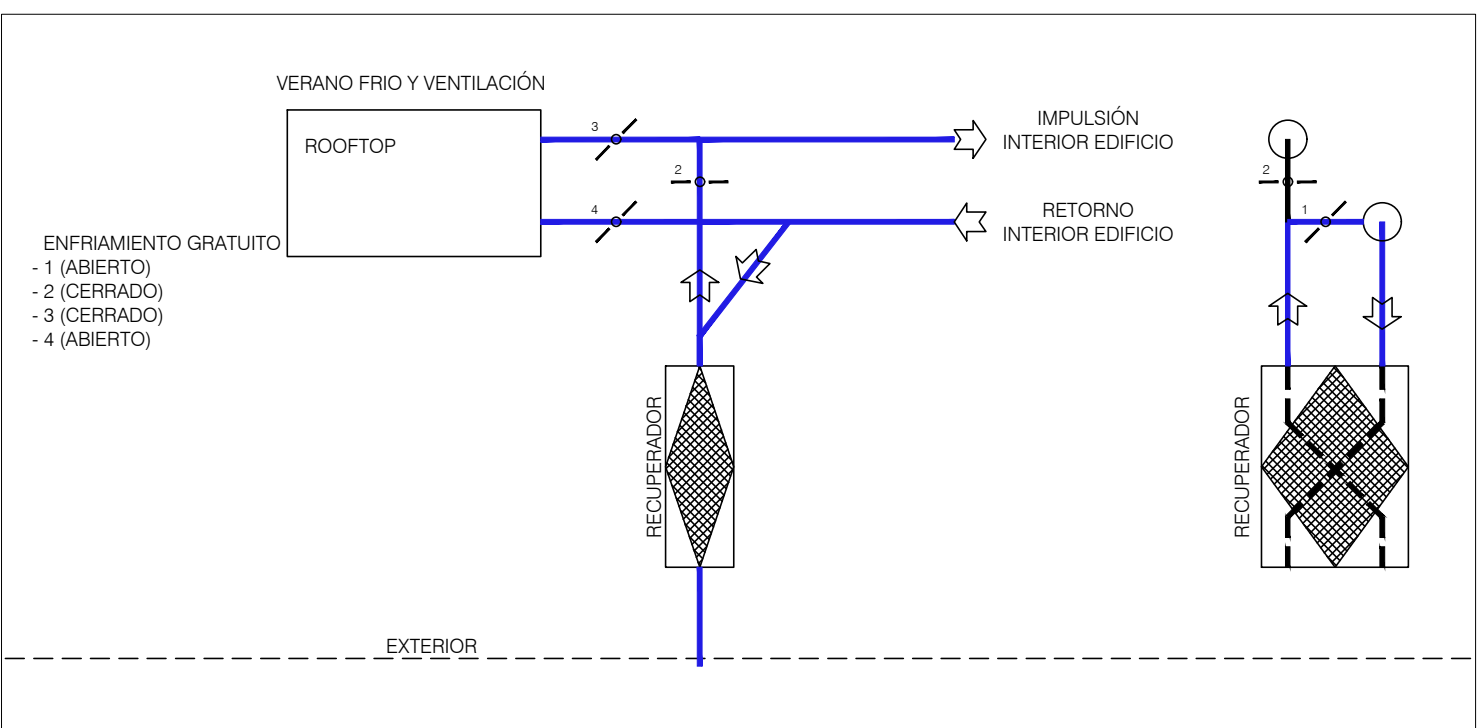 VERANO FRIO Y VENTILACIÓN
ROOFTOP
3
IMPULSIÓN
INTERIOR EDIFICIO
2
4
RETORNO
INTERIOR EDIFICIO
2
1
ENFRIAMIENTO GRATUITO
- 1 (ABIERTO)
- 2 (CERRADO)
- 3 (CERRADO)
- 4 (ABIERTO)
RECUPERADOR
RECUPERADOR
EXTERIOR